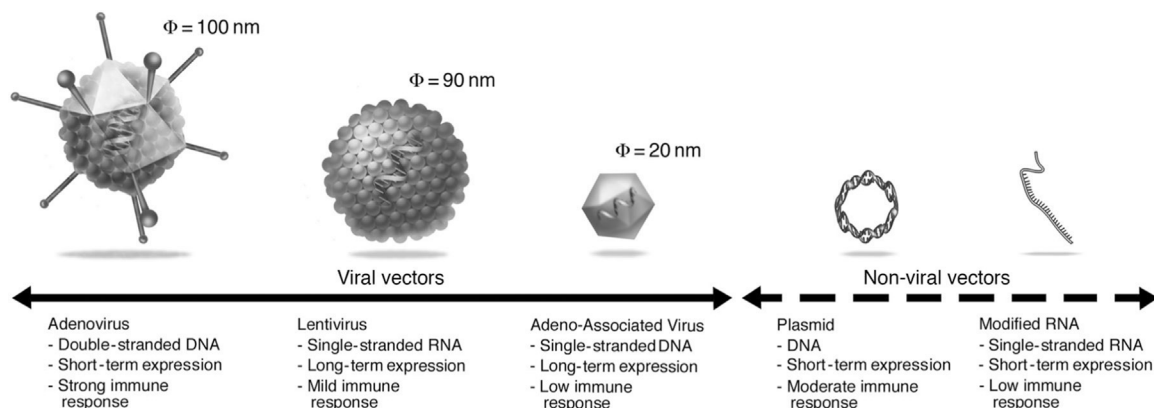 Φ = 100 nm
Φ = 90 nm
Φ = 20 nm
Viral vectors
Non-viral vectors
Adenovirus
- Double-stranded DNA
- Short-term expression
- Strong immune
response
Lentivirus
- Single-stranded RNA
- Long-term expression
- Mild immune
response
Adeno-Associated Virus
- Single-stranded DNA
- Long-term expression
- Low immune
response
Plasmid
- DNA
- Short-term expression
- Moderate immune
response
Modified RNA
- Single-stranded RNA
- Short-term expression
- Low immune
response